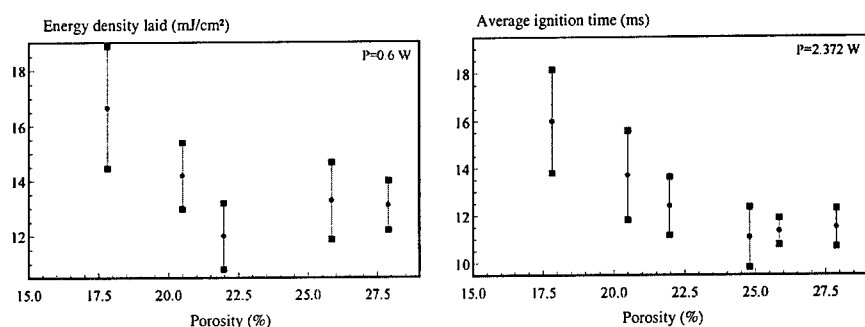 Energy density laid (mJ/cm²)
P=0.6 W
18
16
14
12
15.0 17.5 20.0 22.5 25.0 27.5
Porosity (%)
Average ignition time (ms)
P=2.372 W
18
16
14
12
11
10
15.0 17.5 20.0 22.5 25.0 27.5
Porosity (%)